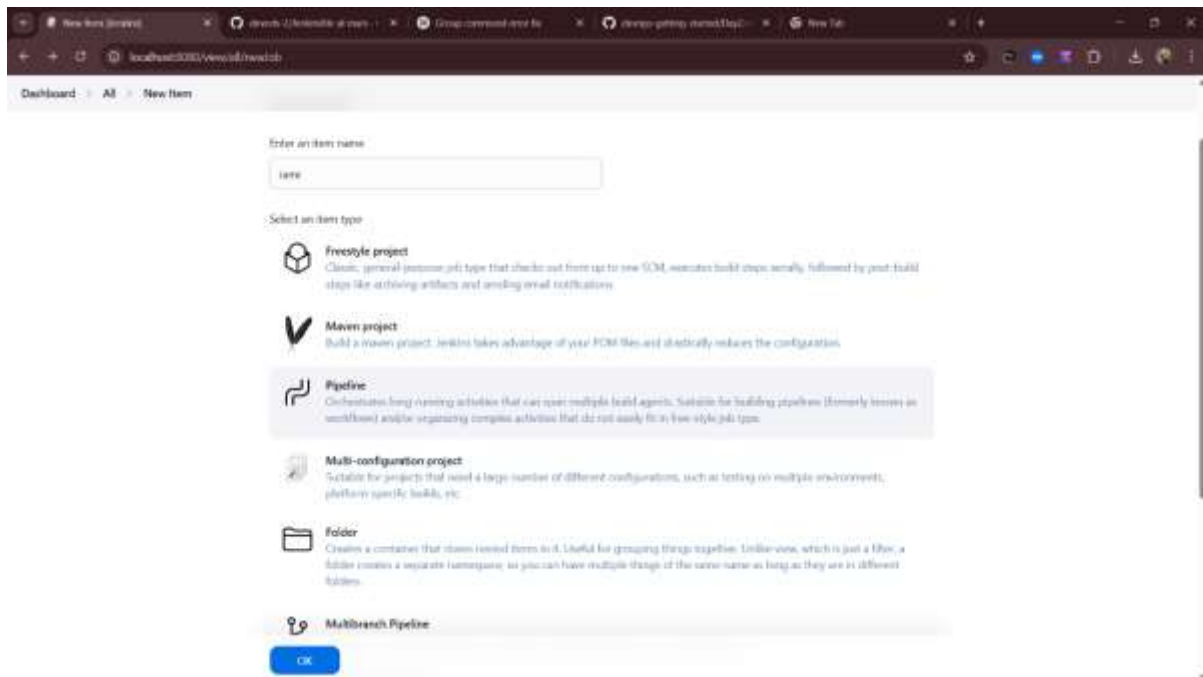 New Item [Jenkins]
New Tab
localhost:8080/view/all/newJob
Dashboard > All > New Item
Enter an item name
Select an item type
Freestyle project
Classic, general-purpose job type that checks out from up to one SCM, executes build steps serially, followed by post-build
steps like archiving artifacts and sending email notifications.
Maven project
Build a maven project. Jenkins takes advantage of your POM files and drastically reduces the configuration.
Pipeline
Orchestrates long-running activities that can span multiple build agents. Suitable for building pipelines (formerly known as
workflows) and/or organizing complex activities that do not easily fit in free-style job type.
Multi-configuration project
Suitable for projects that need a large number of different configurations, such as testing on multiple environments,
platform-specific builds, etc.
Folder
Creates a container that stores nested items in it. Useful for grouping things together. Unlike view, which is just a filter, a
folder creates a separate namespace, so you can have multiple things of the same name as long as they are in different
folders.
Multibranch Pipeline
OK